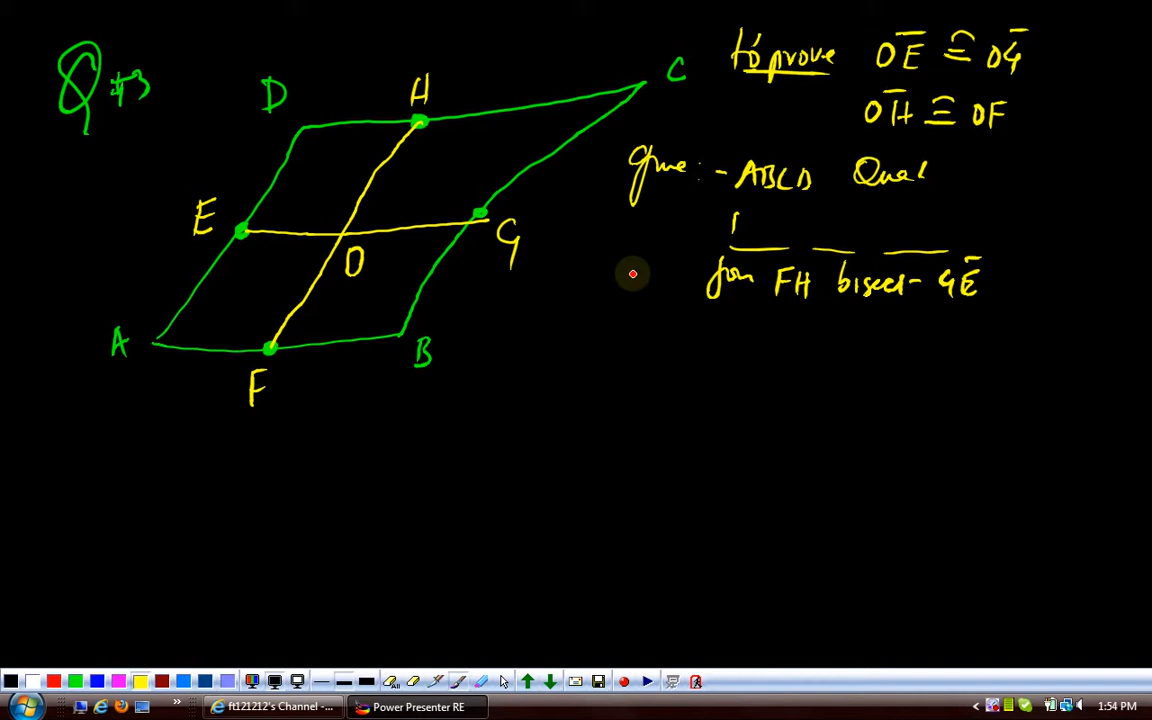 Q #3
D
H
C
E
G
O
A
B
F
to prove OE ≅ OG
OH ≅ OF
Give : - ABCD Quad
Join FH bisect GE
ft121212's Channel -...
Power Presenter RE
1:54 PM